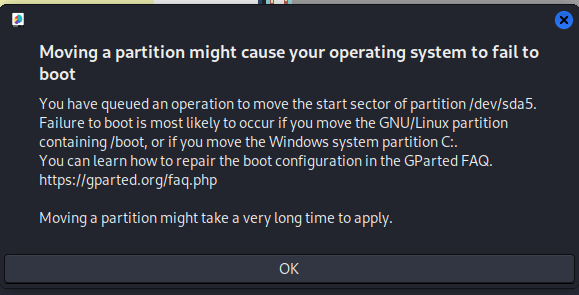 Moving a partition might cause your operating system to fail to
boot
You have queued an operation to move the start sector of partition /dev/sda5.
Failure to boot is most likely to occur if you move the GNU/Linux partition
containing /boot, or if you move the Windows system partition C:.
You can learn how to repair the boot configuration in the GParted FAQ.
https://gparted.org/faq.php
Moving a partition might take a very long time to apply.
OK